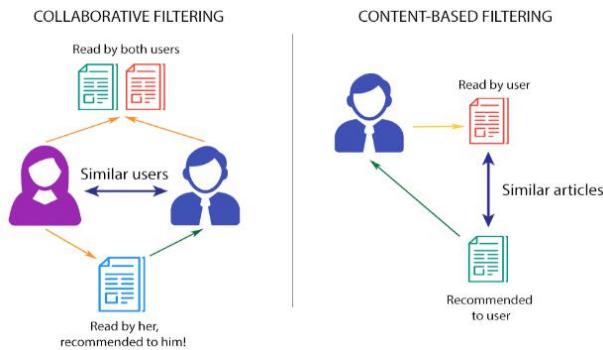 COLLABORATIVE FILTERING
Read by both users
Similar users
Read by her,
recommended to him!
CONTENT-BASED FILTERING
Read by user
Similar articles
Recommended
to user